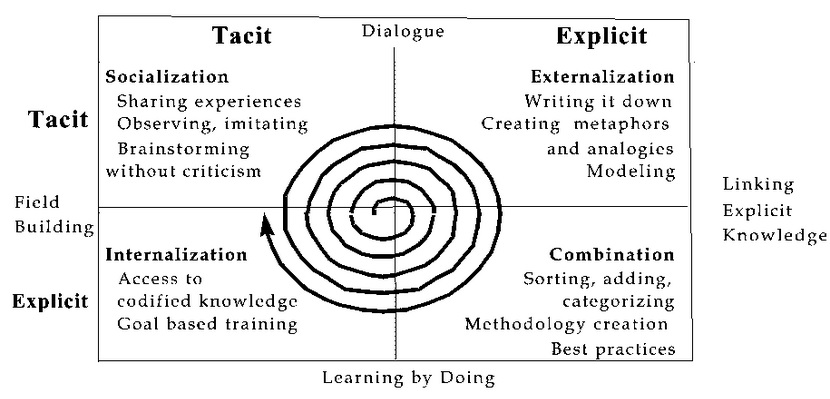 Tacit
Dialogue
Explicit
Socialization
Sharing experiences
Observing, imitating
Brainstorming
without criticism
Externalization
Writing it down
Creating metaphors
and analogies
Modeling
Tacit
Field
Building
Linking
Explicit
Knowledge
Internalization
Access to
codified knowledge
Goal based training
Combination
Sorting, adding,
categorizing
Methodology creation
Best practices
Explicit
Learning by Doing